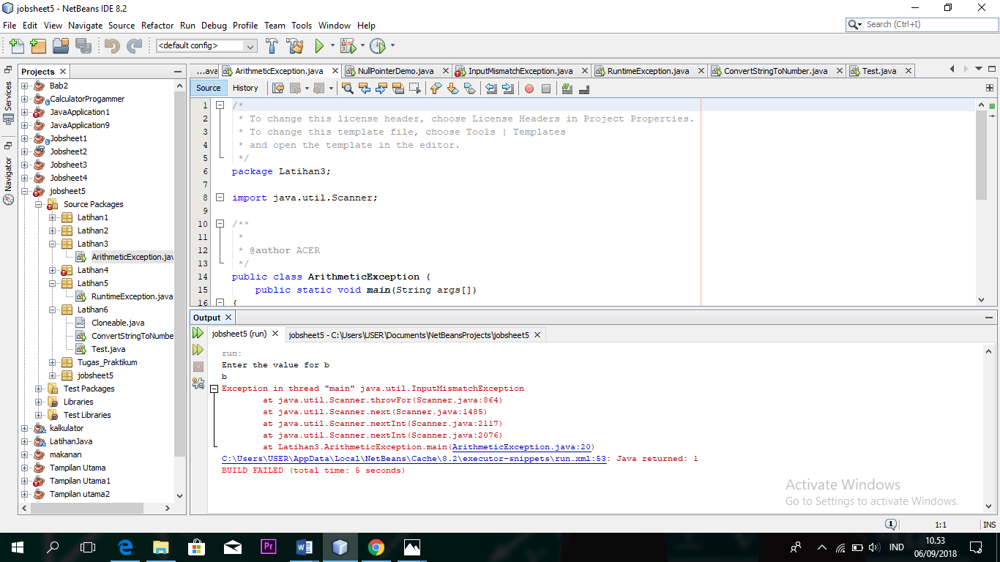 jobsheet5 - NetBeans IDE 8.2
File Edit View Navigate Source Refactor Run Debug Profile Team Tools Window Help
Search (Ctrl+I)
<default config>
Projects
...ava ArithmeticException.java NullPointerDemo.java InputMismatchException.java RuntimeException.java ConvertStringToNumber.java Test.java
Services
Navigator
Bab2
CalculatorProgammer
JavaApplication1
JavaApplication9
Jobsheet1
Jobsheet2
Jobsheet3
Jobsheet4
jobsheet5
Source Packages
Latihan1
Latihan2
Latihan3
ArithmeticException.jav
Latihan4
Latihan5
RuntimeException.java
Latihan6
Cloneable.java
ConvertStringToNumbe
Test.java
Tugas_Praktikum
jobsheet5
Test Packages
Libraries
Test Libraries
kalkulator
LatihanJava
makanan
Tampilan Utama
Tampilan Utama1
Tampilan utama2
Source History
1 /*
2 * To change this license header, choose License Headers in Project Properties.
3 * To change this template file, choose Tools | Templates
4 * and open the template in the editor.
5 */
6 package Latihan3;
7
8 import java.util.Scanner;
9
10 /**
11 *
12 * @author ACER
13 */
14 public class ArithmeticException {
15 public static void main(String args[])
16 {
Output
jobsheet5 (run) jobsheet5 - C:\Users\USER\Documents\NetBeansProjects\jobsheet5
run:
Enter the value for b
b
Exception in thread "main" java.util.InputMismatchException
at java.util.Scanner.throwFor(Scanner.java:864)
at java.util.Scanner.next(Scanner.java:1485)
at java.util.Scanner.nextInt(Scanner.java:2117)
at java.util.Scanner.nextInt(Scanner.java:2076)
at Latihan3.ArithmeticException.main(ArithmeticException.java:20)
C:\Users\USER\AppData\Local\NetBeans\Cache\8.2\executor-snippets\run.xml:53: Java returned: 1
BUILD FAILED (total time: 5 seconds)
Activate Windows
Go to Settings to activate Windows.
1
1:1 INS
Pr
IND
10.53
06/09/2018